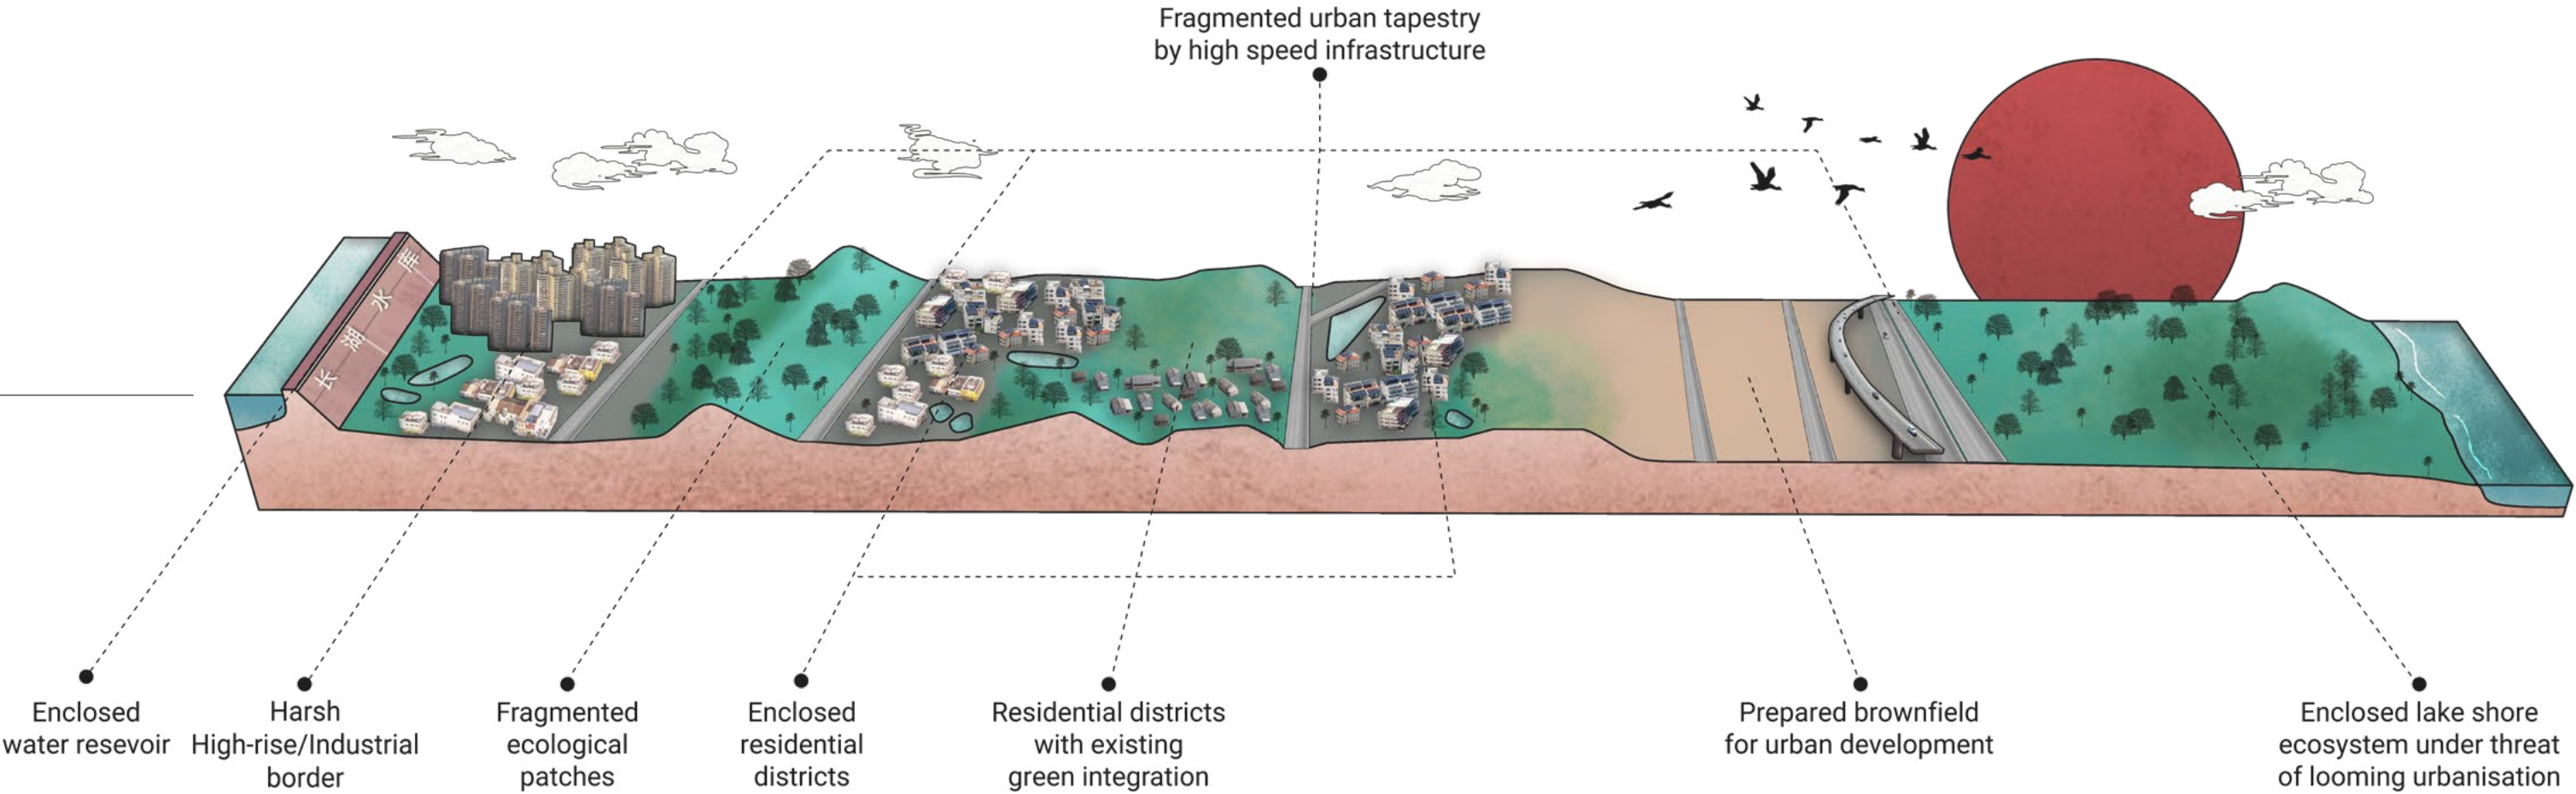 Fragmented urban tapestry
by high speed infrastructure
长湖水库
Enclosed
water resevoir
Harsh
High-rise/Industrial
border
Fragmented
ecological
patches
Enclosed
residential
districts
Residential districts
with existing
green integration
Prepared brownfield
for urban development
Enclosed lake shore
ecosystem under threat
of looming urbanisation